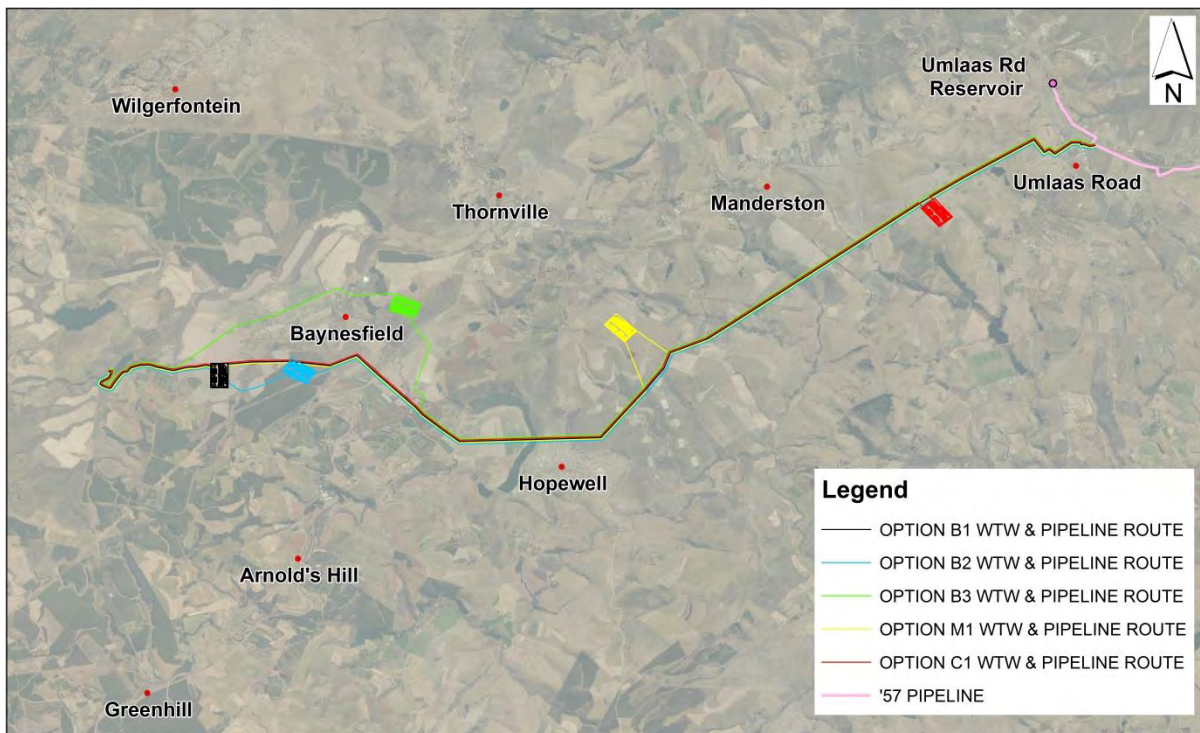 Wilgerfontein
Umlaas Rd
Reservoir
N
Thornville
Manderston
Umlaas Road
Baynesfield
Hopewell
Arnold's Hill
Greenhill
Legend
OPTION B1 WTW & PIPELINE ROUTE
OPTION B2 WTW & PIPELINE ROUTE
OPTION B3 WTW & PIPELINE ROUTE
OPTION M1 WTW & PIPELINE ROUTE
OPTION C1 WTW & PIPELINE ROUTE
'57 PIPELINE